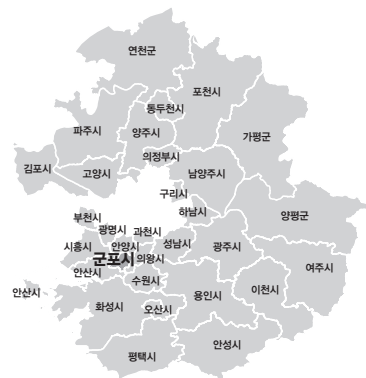 연천군
포천시
동두천시
가평군
파주시
양주시
의정부시
김포시
고양시
남양주시
구리시
하남시
양평군
부천시
광명시
과천시
시흥시
안양시
성남시
광주시
군포시
의왕시
여주시
안산시
수원시
이천시
안산시
용인시
화성시
오산시
안성시
평택시